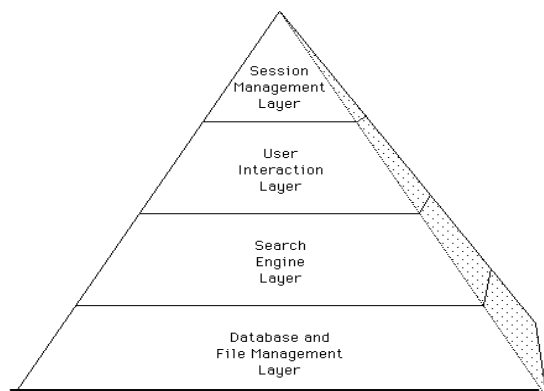 Session
Management
Layer
User
Interaction
Layer
Search
Engine
Layer
Database and
File Management
Layer